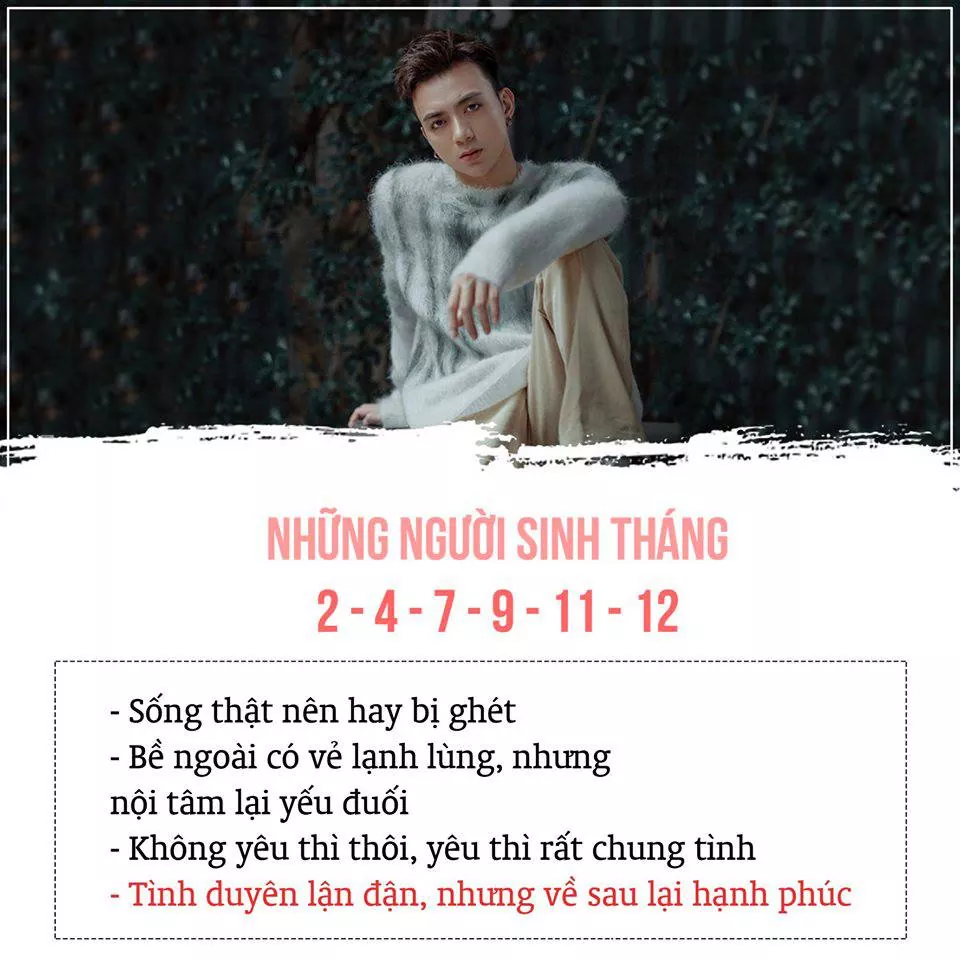 NHỮNG NGƯỜI SINH THÁNG
2 - 4 - 7 - 9 - 11 - 12
- Sống thật nên hay bị ghét
- Bề ngoài có vẻ lạnh lùng, nhưng
nội tâm lại yếu đuối
- Không yêu thì thôi, yêu thì rất chung tình
- Tình duyên lận đận, nhưng về sau lại hạnh phúc